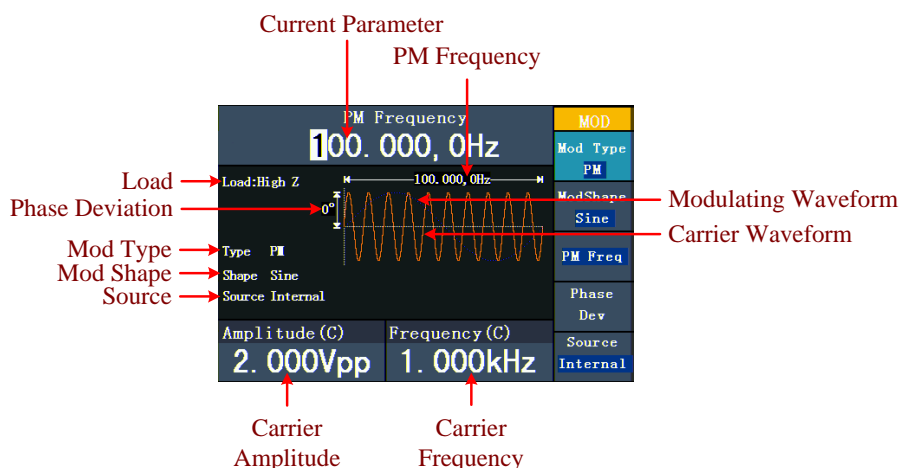 Current Parameter
PM Frequency
PM Frequency
100.000,0Hz
MOD
Mod Type
PM
Load
Load:High Z
100.000,0Hz
ModShape
Sine
Phase Deviation
0°
Modulating Waveform
Carrier Waveform
Mod Type
Type PM
PM Freq
Mod Shape
Shape Sine
Source
Source Internal
Phase
Dev
Amplitude(C)
2.000Vpp
Frequency(C)
1.000kHz
Source
Internal
Carrier
Amplitude
Carrier
Frequency